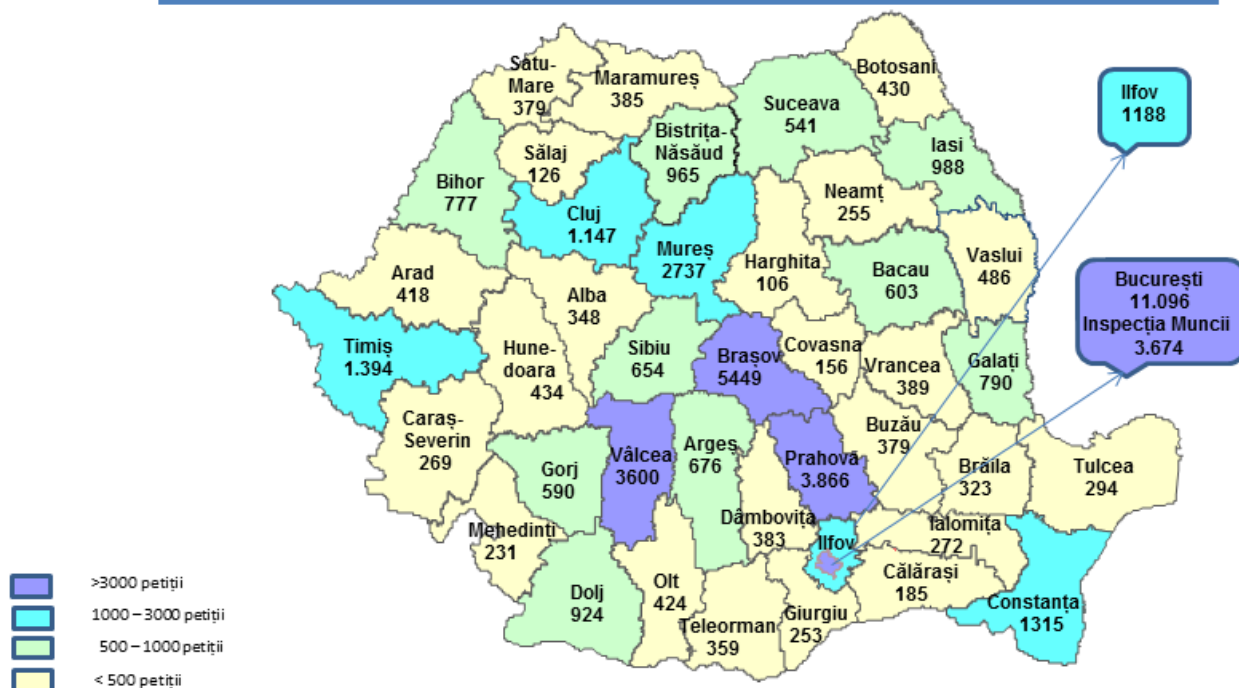 Satu-
Mare
379
Maramureș
385
Botosani
430
Suceava
541
Ilfov
1188
Bistrița-
Năsăud
965
Iasi
988
Sălaj
126
Bihor
777
Neamț
255
Cluj
1.147
Mureș
2737
Harghita
106
Bacau
603
Vaslui
486
Arad
418
Alba
348
București
11.096
Inspecția Muncii
3.674
Timiș
1.394
Hune-
doara
434
Sibiu
654
Brașov
5449
Covasna
156
Vrancea
389
Galați
790
Caraș-
Severin
269
Gorj
590
Vâlcea
3600
Argeș
676
Prahova
3.866
Buzău
379
Brăila
323
Tulcea
294
Mehedinți
231
Dâmbovița
383
Ilfov
Ialomița
272
Călărași
185
Constanța
1315
Dolj
924
Olt
424
Teleorman
359
Giurgiu
253
>3000 petiții
1000 – 3000 petiții
500 – 1000 petiții
< 500 petiții